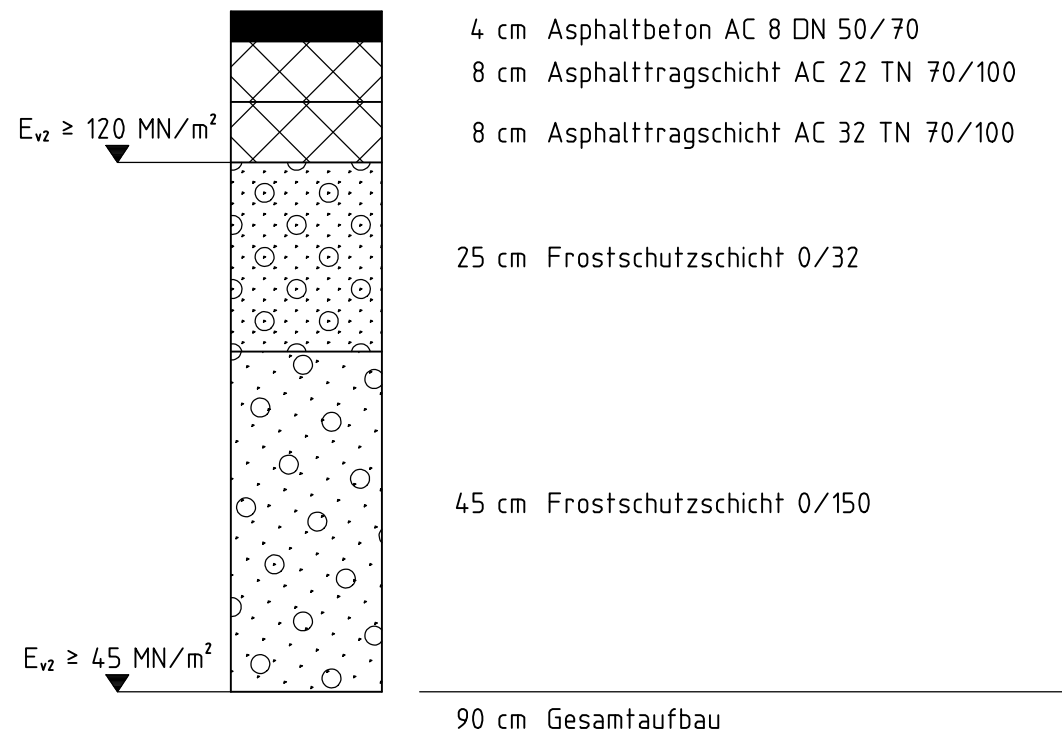 4 cm Asphaltbeton AC 8 DN 50/70
8 cm Asphalttragschicht AC 22 TN 70/100
Ev2 ≥ 120 MN/m²
8 cm Asphalttragschicht AC 32 TN 70/100
25 cm Frostschutzschicht 0/32
45 cm Frostschutzschicht 0/150
Ev2 ≥ 45 MN/m²
90 cm Gesamtaufbau